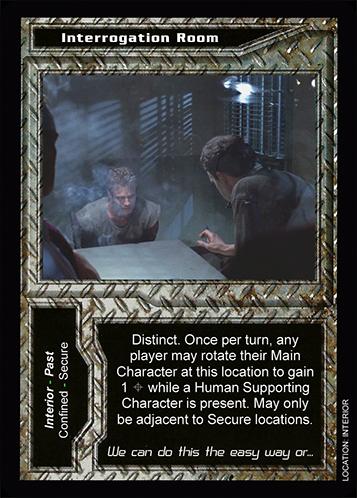 Interrogation Room
Interior - Past
Confined - Secure
Distinct. Once per turn, any
player may rotate their Main
Character at this location to gain
1 ⌖ while a Human Supporting
Character is present. May only
be adjacent to Secure locations.
We can do this the easy way or...
LOCATION: INTERIOR